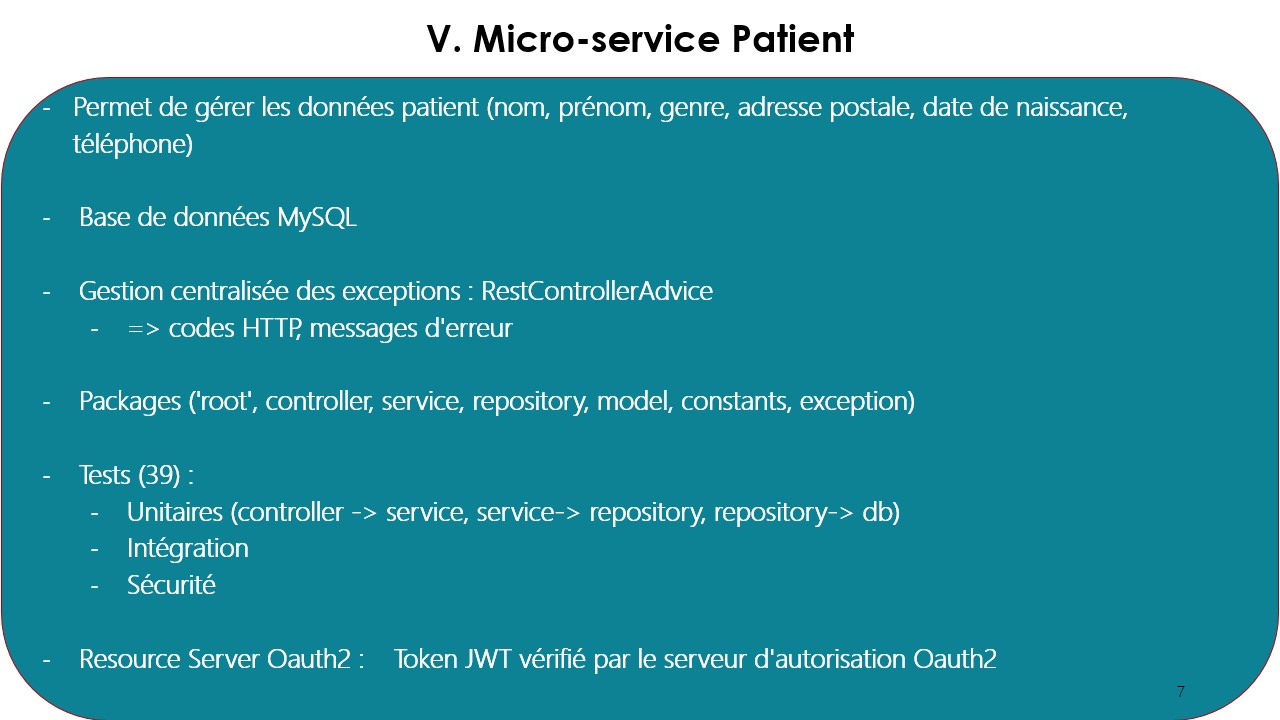 V. Micro-service Patient
- Permet de gérer les données patient (nom, prénom, genre, adresse postale, date de naissance,
téléphone)
- Base de données MySQL
- Gestion centralisée des exceptions : RestControllerAdvice
- => codes HTTP, messages d'erreur
- Packages ('root', controller, service, repository, model, constants, exception)
- Tests (39) :
- Unitaires (controller -> service, service-> repository, repository-> db)
- Intégration
- Sécurité
- Resource Server Oauth2 : Token JWT vérifié par le serveur d'autorisation Oauth2
7